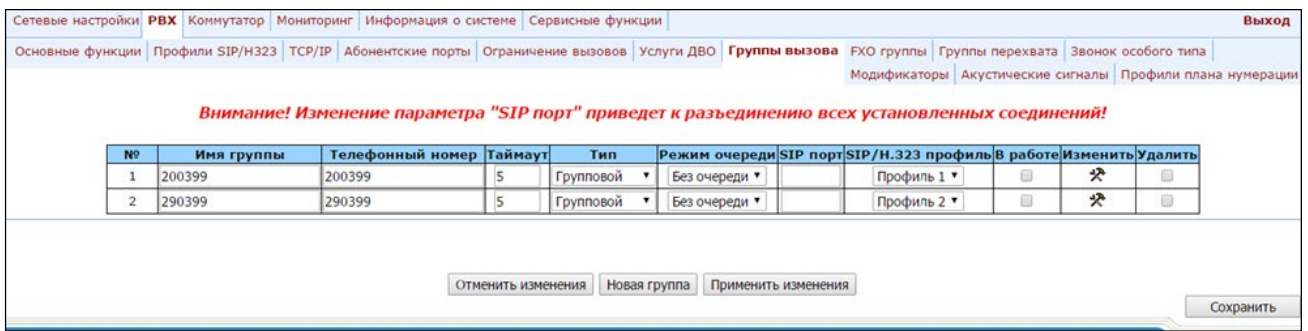 Сетевые настройки PBX Коммутатор Мониторинг Информация о системе Сервисные функции Выход
Основные функции Профили SIP/H323 TCP/IP Абонентские порты Ограничение вызовов Услуги ДВО Группы вызова FXO группы Группы перехвата Звонок особого типа
Модификаторы Акустические сигналы Профили плана нумерации
Внимание! Изменение параметра "SIP порт" приведет к разъединению всех установленных соединений!
№ Имя группы Телефонный номер Таймаут Тип Режим очереди SIP порт SIP/H.323 профиль В работе Изменить Удалить
1 200399 200399 5 Групповой Без очереди Профиль 1
2 290399 290399 5 Групповой Без очереди Профиль 2
Отменить изменения Новая группа Применить изменения
Сохранить